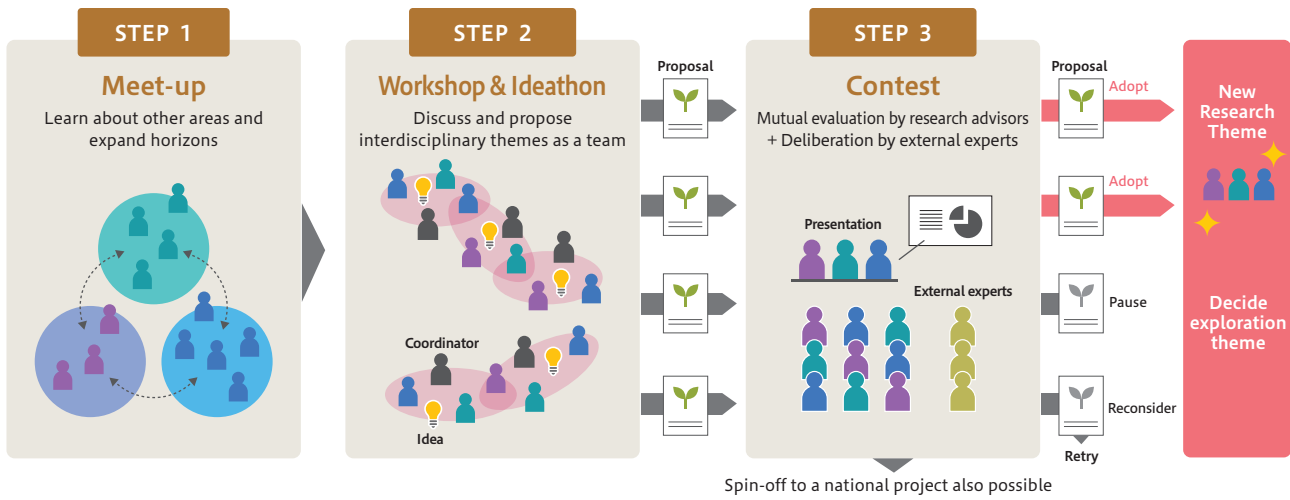 STEP 1
Meet-up
Learn about other areas and
expand horizons
STEP 2
Workshop & Ideathon
Discuss and propose
interdisciplinary themes as a team
Coordinator
Idea
Proposal
STEP 3
Contest
Mutual evaluation by research advisors
+ Deliberation by external experts
Presentation
External experts
Spin-off to a national project also possible
Proposal
Adopt
Adopt
Pause
Reconsider
Retry
New
Research
Theme
Decide
exploration
theme